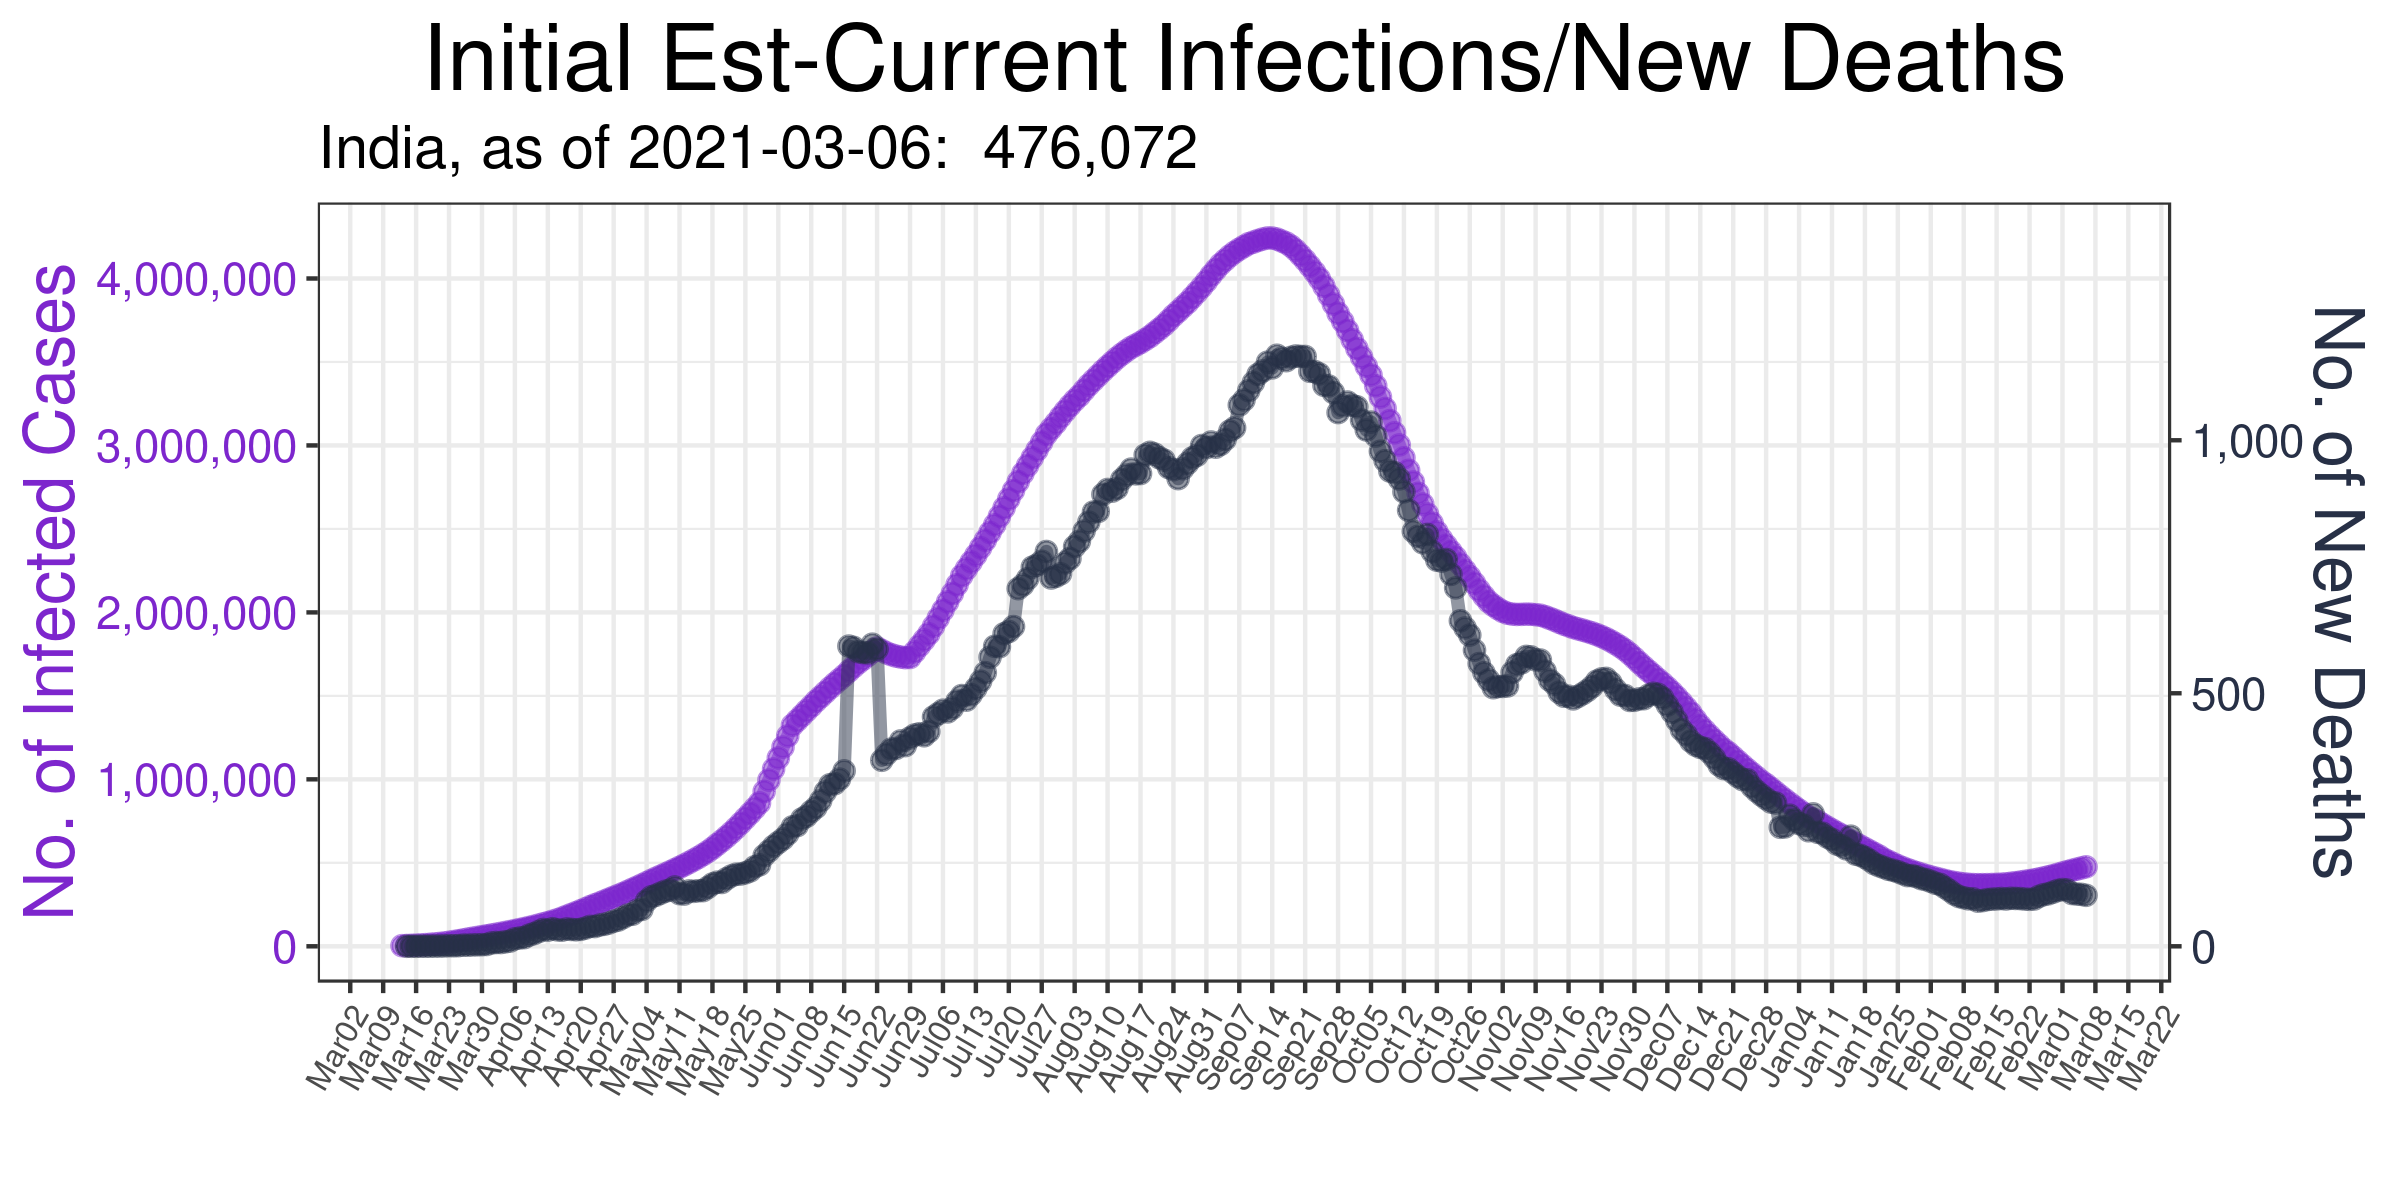 Initial Est-Current Infections/New Deaths
India, as of 2021-03-06:  476,072
No. of Infected Cases
4,000,000
3,000,000
2,000,000
1,000,000
0
No. of New Deaths
1,000
500
0
Mar02
Mar09
Mar16
Mar23
Mar30
Apr06
Apr13
Apr20
Apr27
May04
May11
May18
May25
Jun01
Jun08
Jun15
Jun22
Jun29
Jul06
Jul13
Jul20
Jul27
Aug03
Aug10
Aug17
Aug24
Aug31
Sep07
Sep14
Sep21
Sep28
Oct05
Oct12
Oct19
Oct26
Nov02
Nov09
Nov16
Nov23
Nov30
Dec07
Dec14
Dec21
Dec28
Jan04
Jan11
Jan18
Jan25
Feb01
Feb08
Feb15
Feb22
Mar01
Mar08
Mar15
Mar22